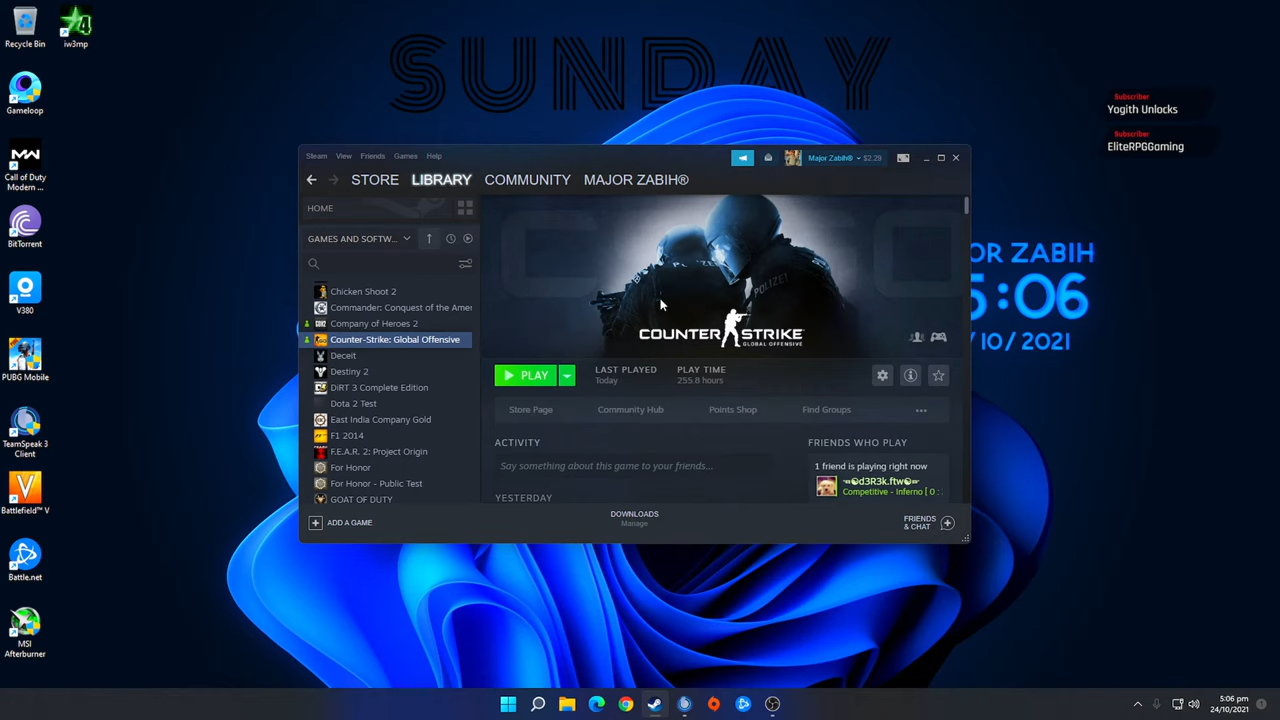 SUNDAY
Recycle Bin
iw3mp
Gameloop
Call of Duty
Modern ...
BitTorrent
V380
PUBG Mobile
TeamSpeak 3
Client
Battlefield™ V
Battle.net
MSI
Afterburner
Subscriber
Yogith Unlocks
Subscriber
EliteRPGGaming
OR ZABIH
5:06
/10/ 2021
Steam View Friends Games Help
Major Zabih® $2.29
STORE LIBRARY COMMUNITY MAJOR ZABIH®
HOME
GAMES AND SOFTW...
Chicken Shoot 2
Commander: Conquest of the Amer
Company of Heroes 2
Counter-Strike: Global Offensive
Deceit
Destiny 2
DiRT 3 Complete Edition
Dota 2 Test
East India Company Gold
F1 2014
F.E.A.R. 2: Project Origin
For Honor
For Honor - Public Test
GOAT OF DUTY
POLIZEI
COUNTER STRIKE
GLOBAL OFFENSIVE
PLAY
LAST PLAYED
Today
PLAY TIME
255.8 hours
Store Page Community Hub Points Shop Find Groups ...
ACTIVITY
Say something about this game to your friends...
YESTERDAY
FRIENDS WHO PLAY
1 friend is playing right now
d3R3k.ftw
Competitive - Inferno [ 0 :
ADD A GAME
DOWNLOADS
Manage
FRIENDS
& CHAT
5:06 pm
24/10/2021